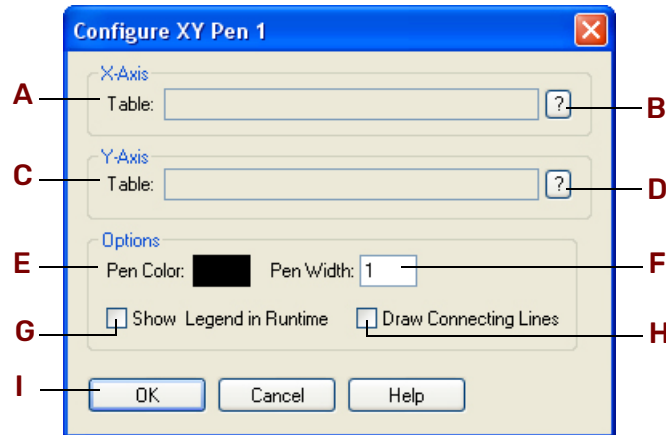 Configure XY Pen 1
X-Axis
A Table: ? B
Y-Axis
C Table: ? D
Options
E Pen Color: Pen Width: 1 F
G Show Legend in Runtime Draw Connecting Lines H
I OK Cancel Help